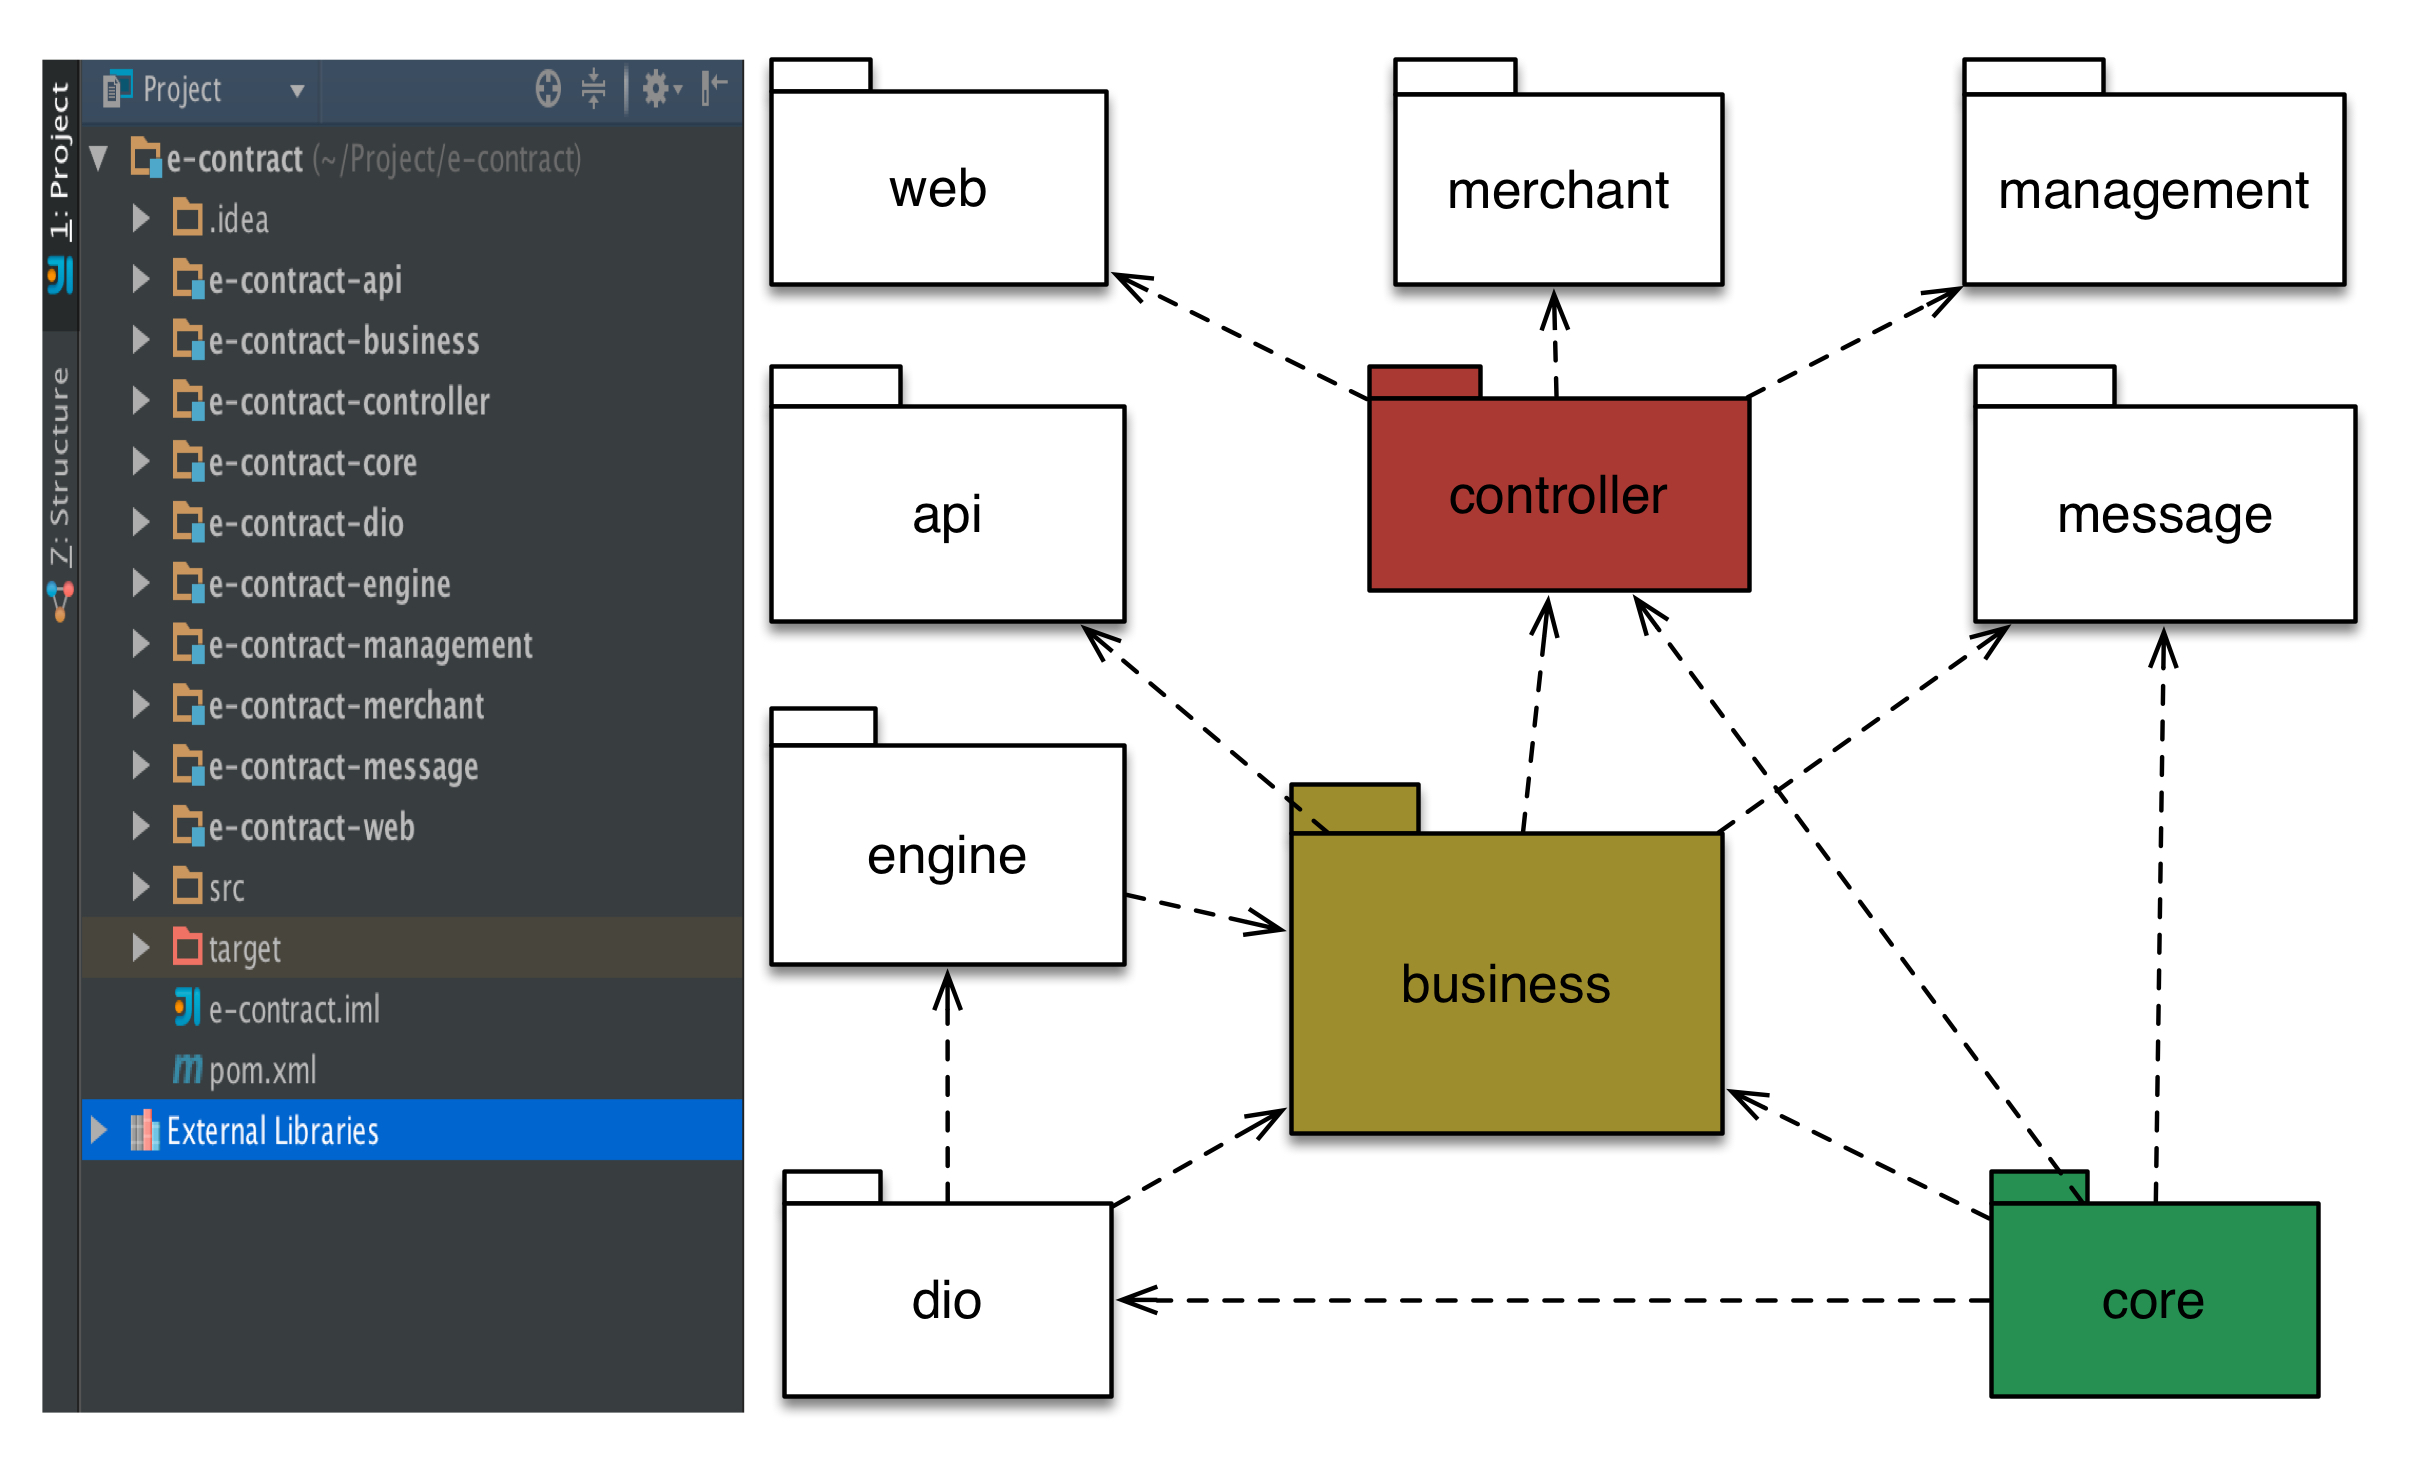 1: Project
Z: Structure
Project
e-contract (~/Project/e-contract)
.idea
e-contract-api
e-contract-business
e-contract-controller
e-contract-core
e-contract-dio
e-contract-engine
e-contract-management
e-contract-merchant
e-contract-message
e-contract-web
src
target
e-contract.iml
pom.xml
External Libraries
web
merchant
management
api
controller
message
engine
business
dio
core